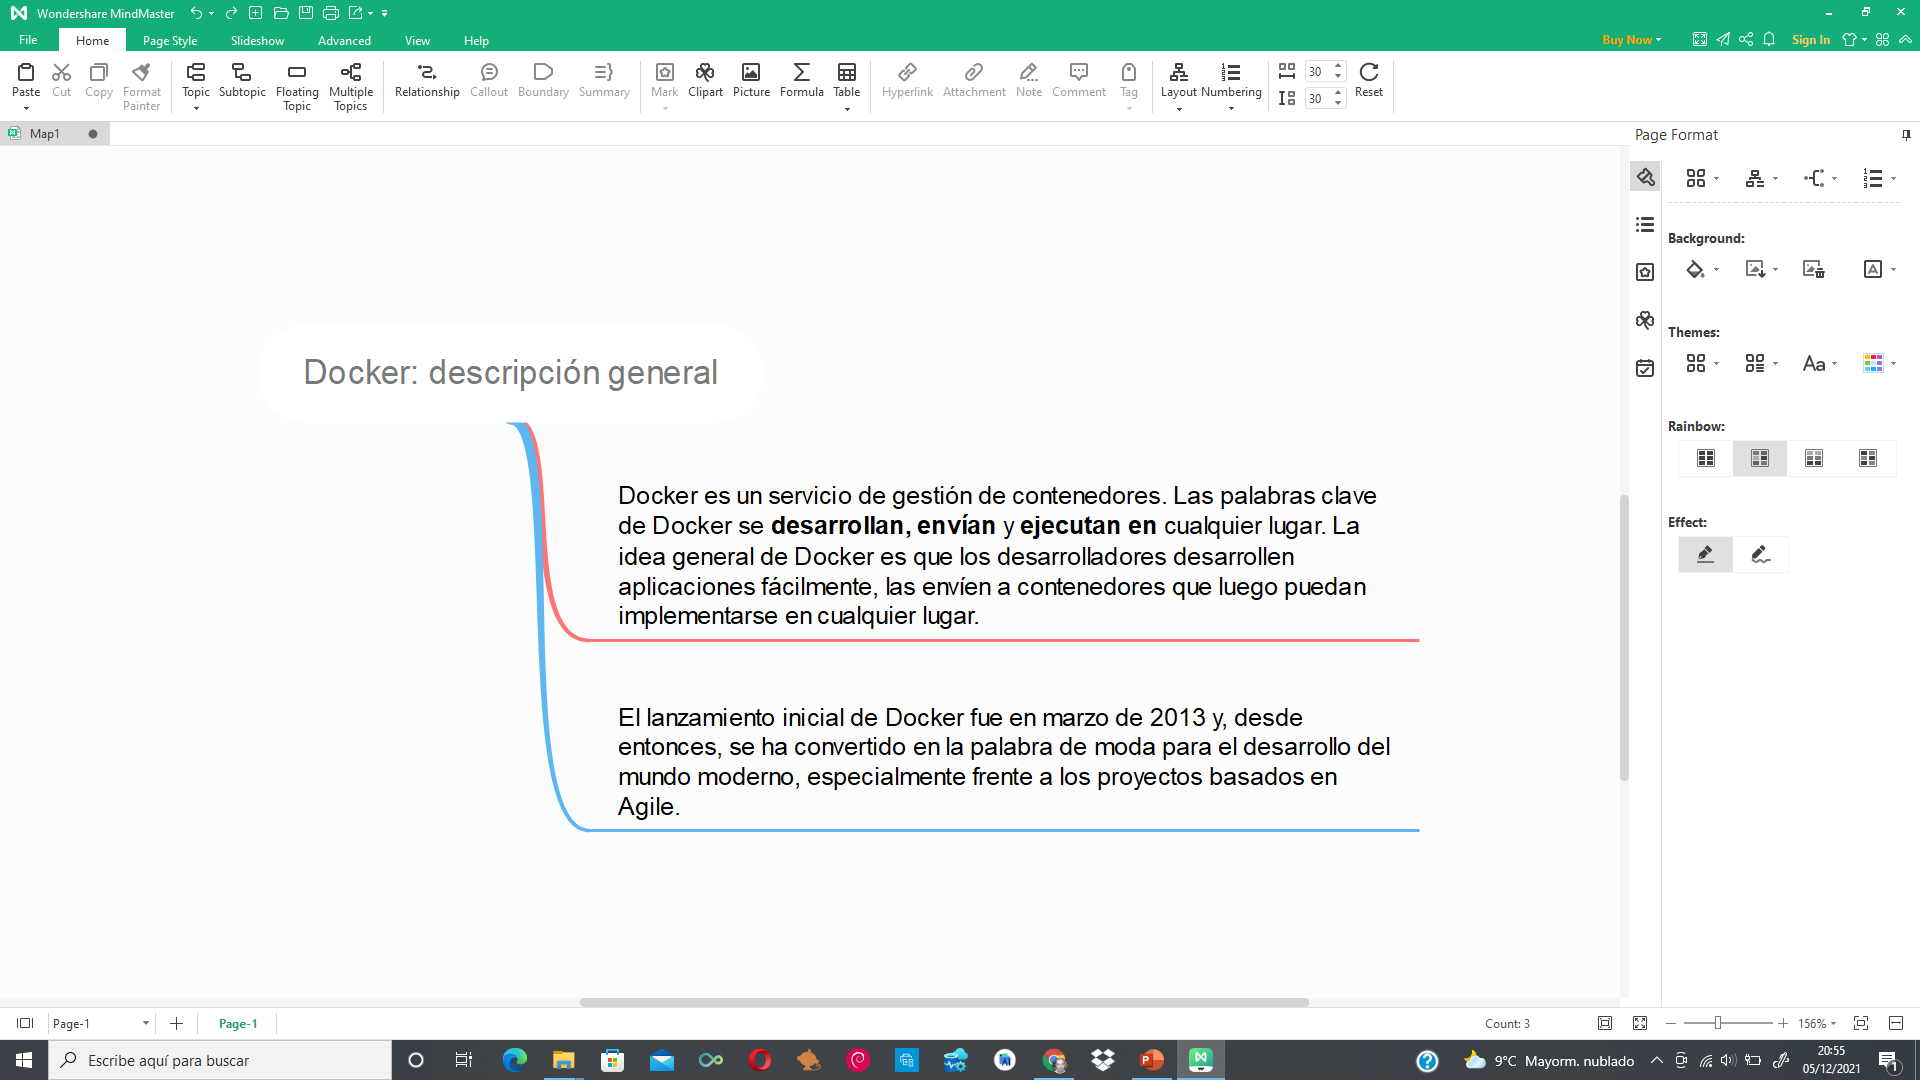 Wondershare MindMaster
File Home Page Style Slideshow Advanced View Help
Buy Now Sign In
Paste Cut Copy Format Painter Topic Subtopic Floating Topic Multiple Topics Relationship Callout Boundary Summary Mark Clipart Picture Formula Table Hyperlink Attachment Note Comment Tag Layout Numbering 30 30 Reset
Map1
Page Format
Background:
Themes:
Aa
Rainbow:
Effect:
Docker: descripción general
Docker es un servicio de gestión de contenedores. Las palabras clave
de Docker se desarrollan, envían y ejecutan en cualquier lugar. La
idea general de Docker es que los desarrolladores desarrollen
aplicaciones fácilmente, las envíen a contenedores que luego puedan
implementarse en cualquier lugar.
El lanzamiento inicial de Docker fue en marzo de 2013 y, desde
entonces, se ha convertido en la palabra de moda para el desarrollo del
mundo moderno, especialmente frente a los proyectos basados en
Agile.
Page-1 Page-1 Count: 3 156%
Escribe aquí para buscar
9°C Mayorm. nublado
20:55
05/12/2021
1